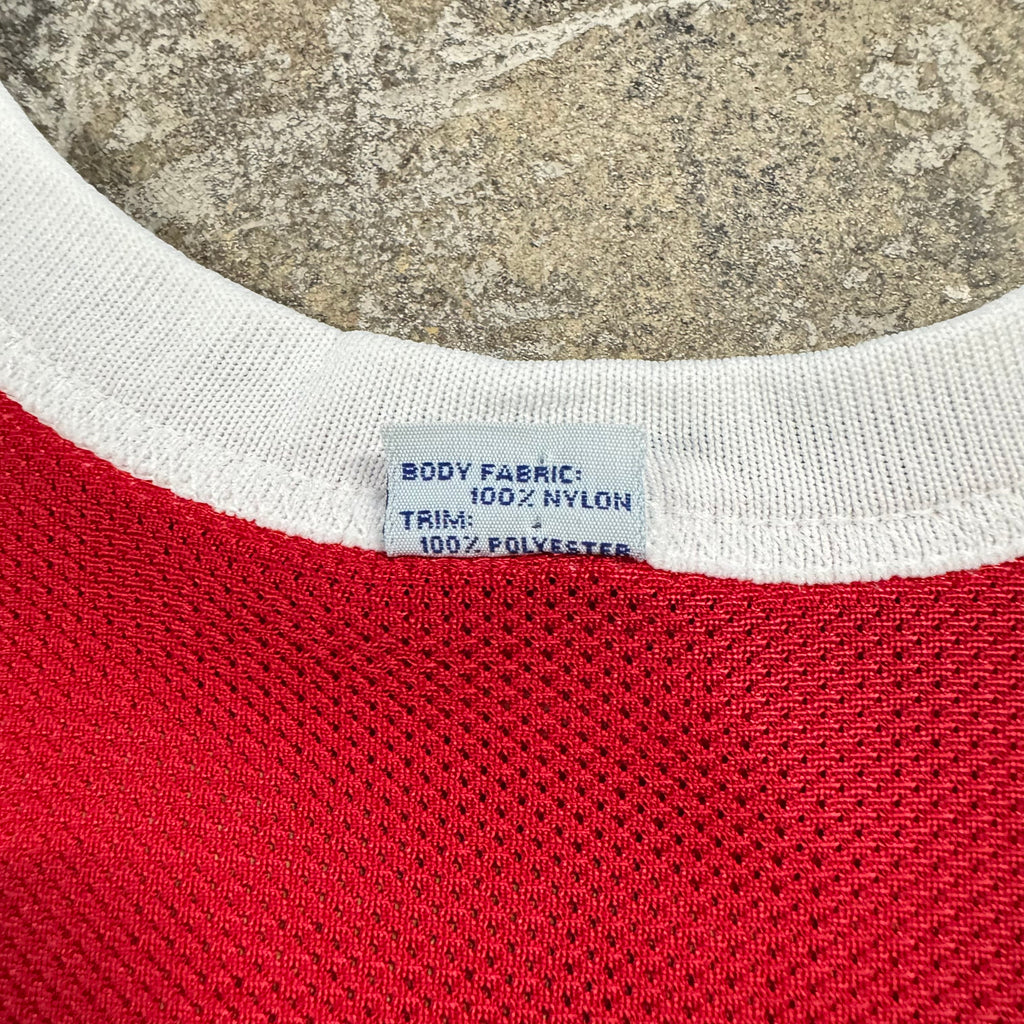 BODY FABRIC:
100% NYLON
TRIM:
100% POLYESTER